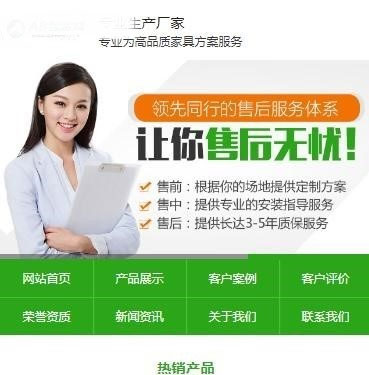 专业生产厂家
专业为高品质家具方案服务
领先同行的售后服务体系
让你售后无忧!
售前：根据你的场地提供定制方案
售中：提供专业的安装指导服务
售后：提供长达3-5年质保服务
网站首页 产品展示 客户案例 客户评价
荣誉资质 新闻资讯 关于我们 联系我们
热销产品